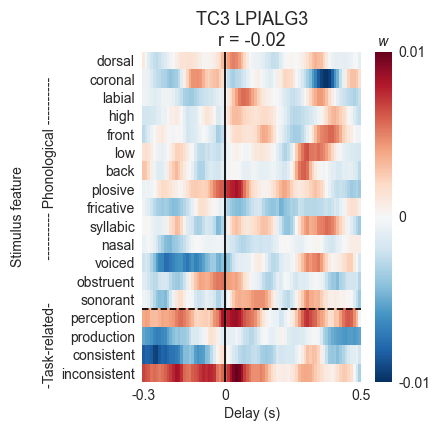 TC3 LPIALG3
r = -0.02
w
dorsal
coronal
labial
high
front
low
back
plosive
fricative
syllabic
nasal
voiced
obstruent
sonorant
perception
production
consistent
inconsistent
Stimulus feature
-Task-related- ---------- Phonological ----------
0.01
0
-0.01
-0.3 0 0.5
Delay (s)